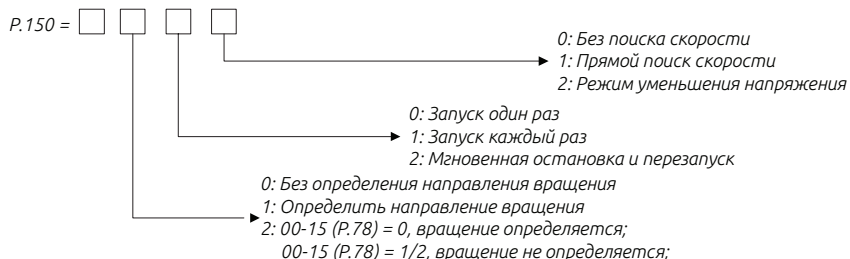 P.150 =
0: Без поиска скорости
1: Прямой поиск скорости
2: Режим уменьшения напряжения
0: Запуск один раз
1: Запуск каждый раз
2: Мгновенная остановка и перезапуск
0: Без определения направления вращения
1: Определить направление вращения
2: 00-15 (P.78) = 0, вращение определяется;
00-15 (P.78) = 1/2, вращение не определяется;